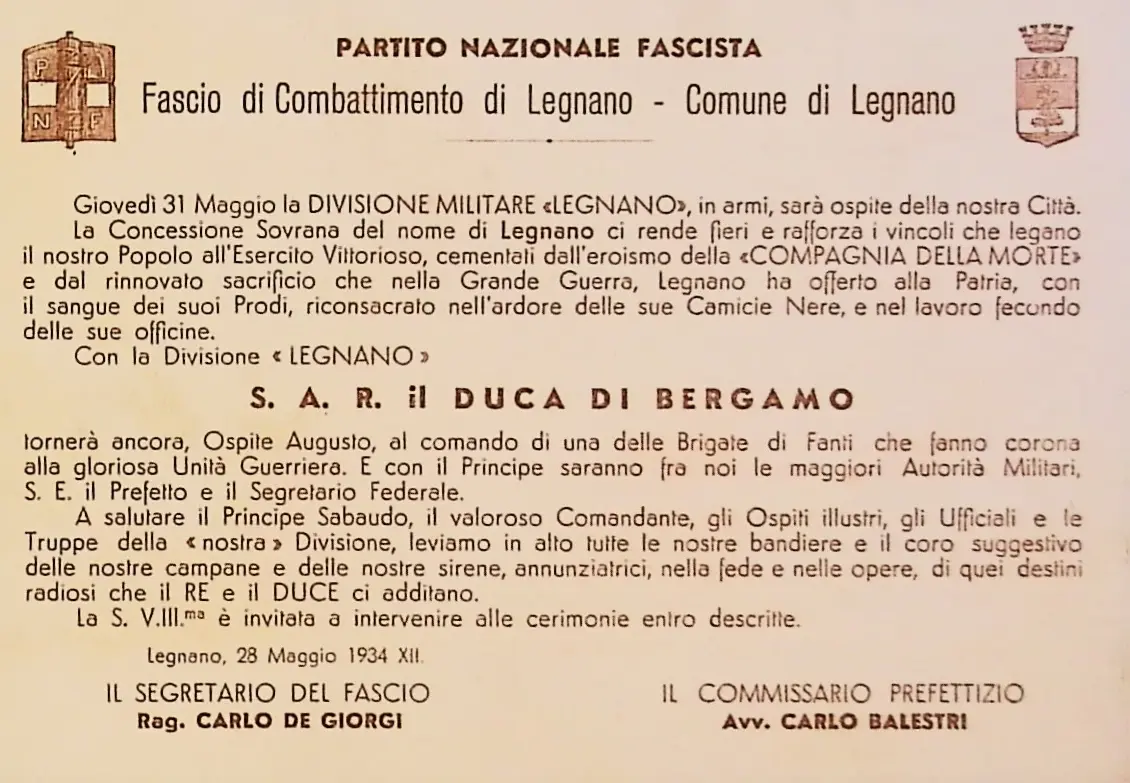 P N F
PARTITO NAZIONALE FASCISTA
Fascio di Combattimento di Legnano - Comune di Legnano
Giovedì 31 Maggio la DIVISIONE MILITARE «LEGNANO», in armi, sarà ospite della nostra Città.
La Concessione Sovrana del nome di Legnano ci rende fieri e rafforza i vincoli che legano
il nostro Popolo all'Esercito Vittorioso, cementati dall'eroismo della «COMPAGNIA DELLA MORTE»
e dal rinnovato sacrificio che nella Grande Guerra, Legnano ha offerto alla Patria, con
il sangue dei suoi Prodi, riconsacrato nell'ardore delle sue Camicie Nere, e nel lavoro fecondo
delle sue officine.
Con la Divisione « LEGNANO »
S. A. R. il DUCA DI BERGAMO
tornerà ancora, Ospite Augusto, al comando di una delle Brigate di Fanti che fanno corona
alla gloriosa Unità Guerriera. E con il Principe saranno fra noi le maggiori Autorità Militari,
S. E. il Prefetto e il Segretario Federale.
A salutare il Principe Sabaudo, il valoroso Comandante, gli Ospiti illustri, gli Ufficiali e le
Truppe della « nostra » Divisione, leviamo in alto tutte le nostre bandiere e il coro suggestivo
delle nostre campane e delle nostre sirene, annunziatrici, nella fede e nelle opere, di quei destini
radiosi che il RE e il DUCE ci additano.
La S. V.Ill.ma è invitata a intervenire alle cerimonie entro descritte.
Legnano, 28 Maggio 1934 XII.
IL SEGRETARIO DEL FASCIO
Rag. CARLO DE GIORGI
IL COMMISSARIO PREFETTIZIO
Avv. CARLO BALESTRI